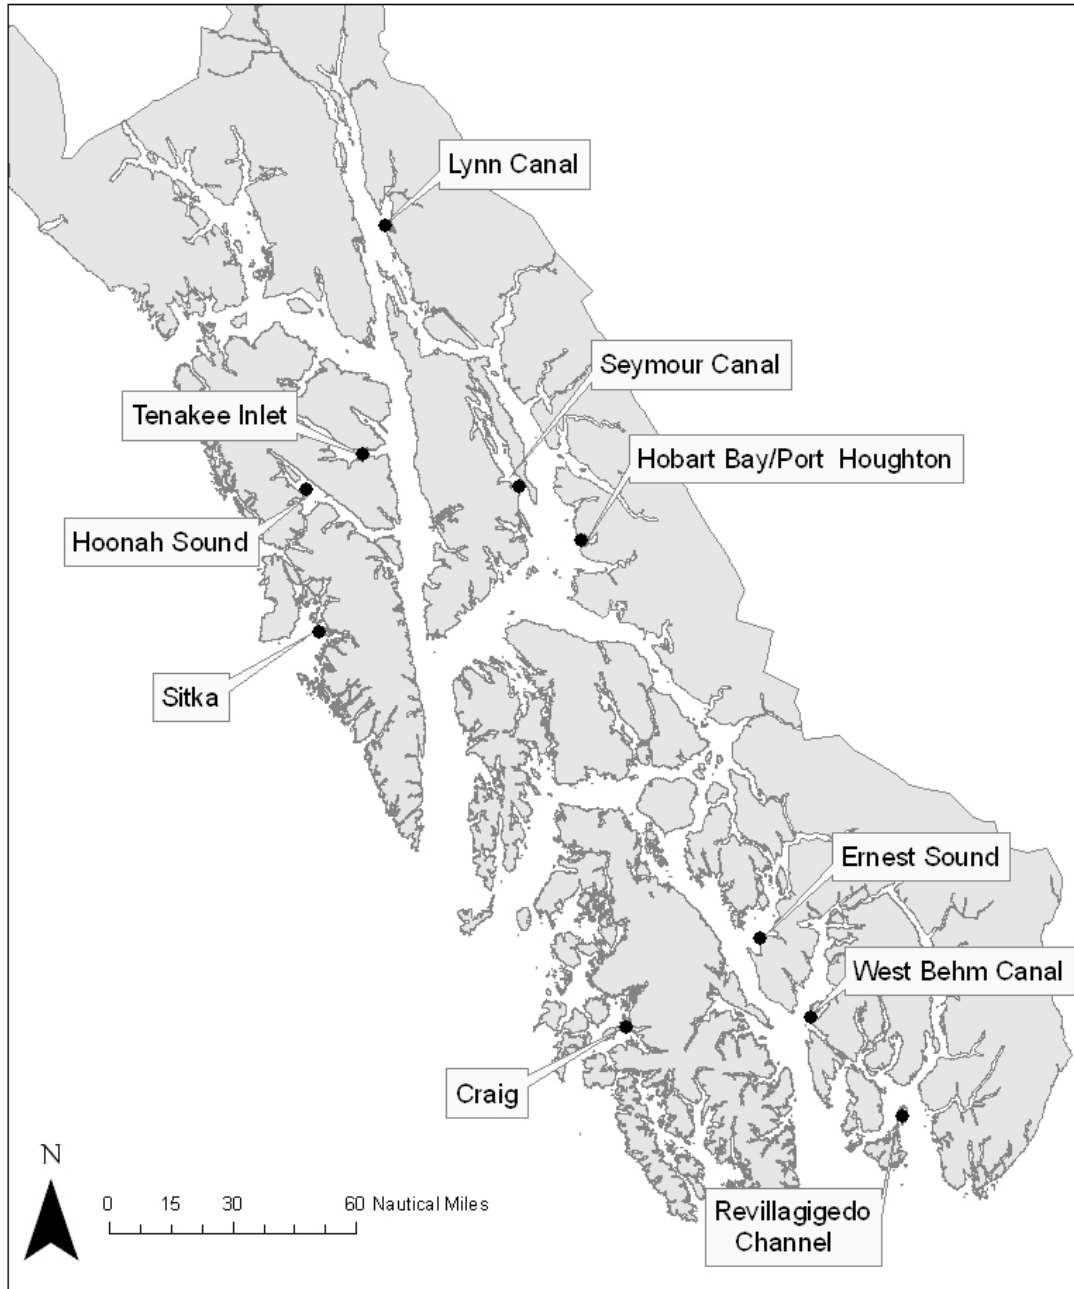 Lynn Canal
Seymour Canal
Tenakee Inlet
Hobart Bay/Port Houghton
Hoonah Sound
Sitka
Ernest Sound
West Behm Canal
Craig
N
0 15 30 60 Nautical Miles
Revillagigedo
Channel